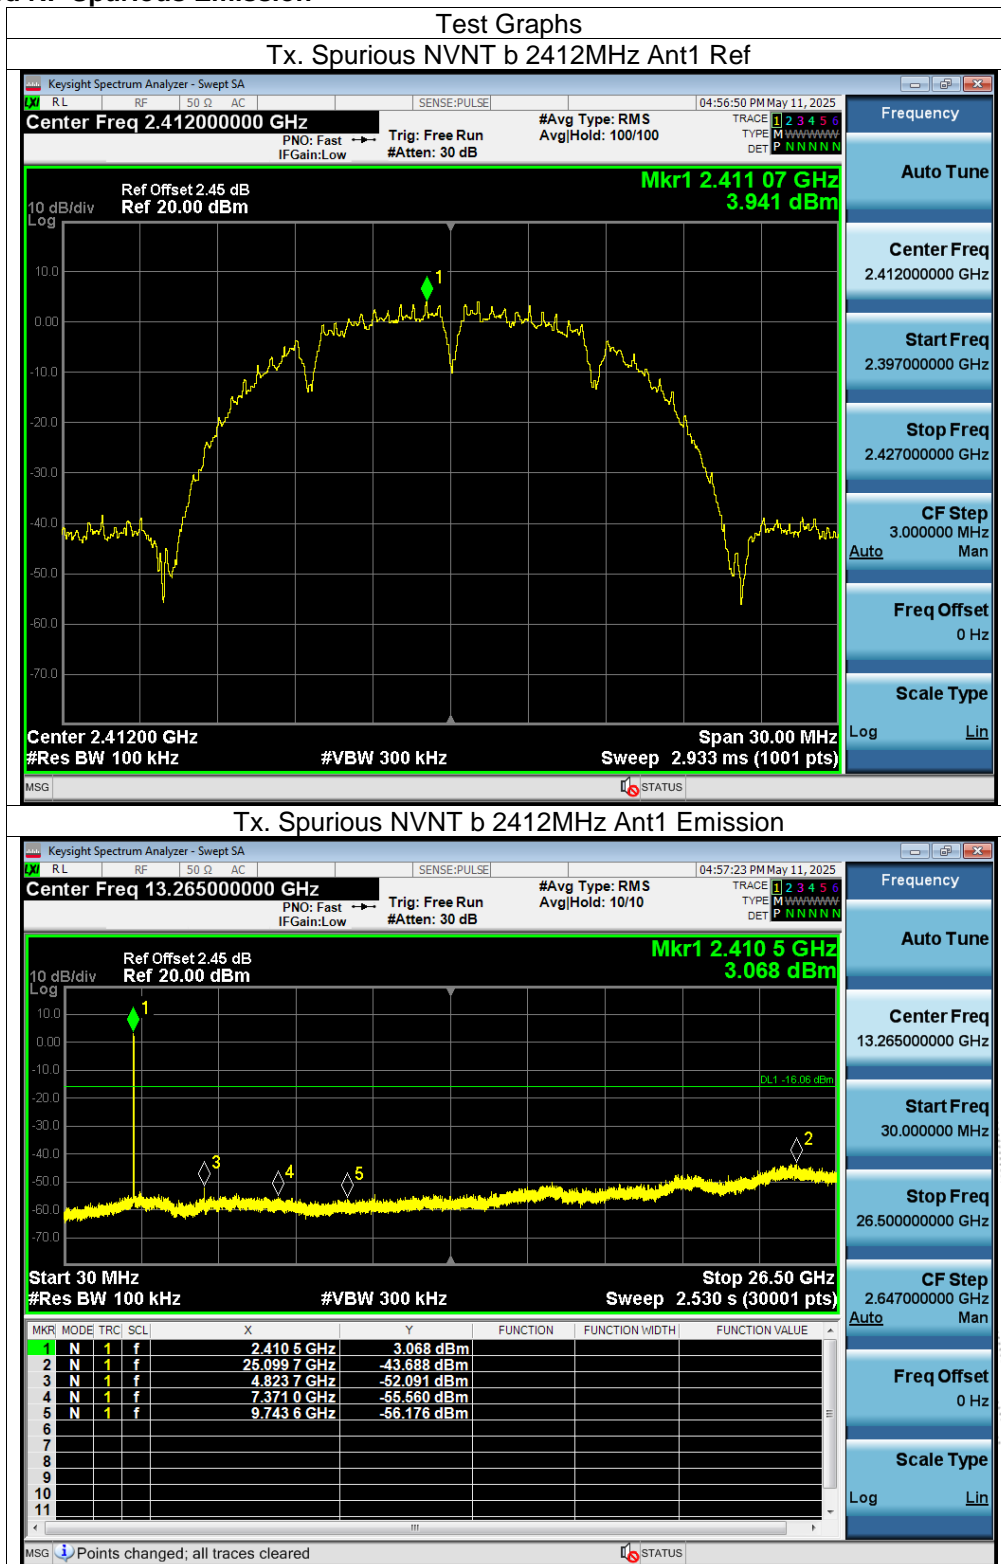 Test Graphs
Tx. Spurious NVNT b 2412MHz Ant1 Ref
Keysight Spectrum Analyzer - Swept SA
LXI RL RF 50 Ω AC SENSE:PULSE 04:56:50 PM May 11, 2025
Center Freq 2.412000000 GHz
PNO: Fast
IFGain:Low
Trig: Free Run
#Atten: 30 dB
#Avg Type: RMS
Avg|Hold: 100/100
TRACE 1 2 3 4 5 6
TYPE M WWWWW
DET P N N N N N
Frequency
Auto Tune
Mkr1 2.411 07 GHz
3.941 dBm
Ref Offset 2.45 dB
10 dB/div Ref 20.00 dBm
Log
10.0
0.00
-10.0
-20.0
-30.0
-40.0
-50.0
-60.0
-70.0
1
Center Freq
2.412000000 GHz
Start Freq
2.397000000 GHz
Stop Freq
2.427000000 GHz
CF Step
3.000000 MHz
Auto Man
Freq Offset
0 Hz
Scale Type
Log Lin
Center 2.41200 GHz Span 30.00 MHz
#Res BW 100 kHz #VBW 300 kHz Sweep 2.933 ms (1001 pts)
MSG STATUS
Tx. Spurious NVNT b 2412MHz Ant1 Emission
Keysight Spectrum Analyzer - Swept SA
LXI RL RF 50 Ω AC SENSE:PULSE 04:57:23 PM May 11, 2025
Center Freq 13.265000000 GHz
PNO: Fast
IFGain:Low
Trig: Free Run
#Atten: 30 dB
#Avg Type: RMS
Avg|Hold: 10/10
TRACE 1 2 3 4 5 6
TYPE M WWWWW
DET P N N N N N
Frequency
Auto Tune
Mkr1 2.410 5 GHz
3.068 dBm
Ref Offset 2.45 dB
10 dB/div Ref 20.00 dBm
Log
10.0
0.00
-10.0
-20.0
-30.0
-40.0
-50.0
-60.0
-70.0
1
DL1 -16.06 dBm
2
3
4
5
Center Freq
13.265000000 GHz
Start Freq
30.000000 MHz
Stop Freq
26.500000000 GHz
CF Step
2.647000000 GHz
Auto Man
Freq Offset
0 Hz
Scale Type
Log Lin
Start 30 MHz Stop 26.50 GHz
#Res BW 100 kHz #VBW 300 kHz Sweep 2.530 s (30001 pts)
MKR MODE TRC SCL X Y FUNCTION FUNCTION WIDTH FUNCTION VALUE
1 N 1 f 2.410 5 GHz 3.068 dBm
2 N 1 f 25.099 7 GHz -43.688 dBm
3 N 1 f 4.823 7 GHz -52.091 dBm
4 N 1 f 7.371 0 GHz -55.560 dBm
5 N 1 f 9.743 6 GHz -56.176 dBm
6
7
8
9
10
11
MSG Points changed; all traces cleared STATUS